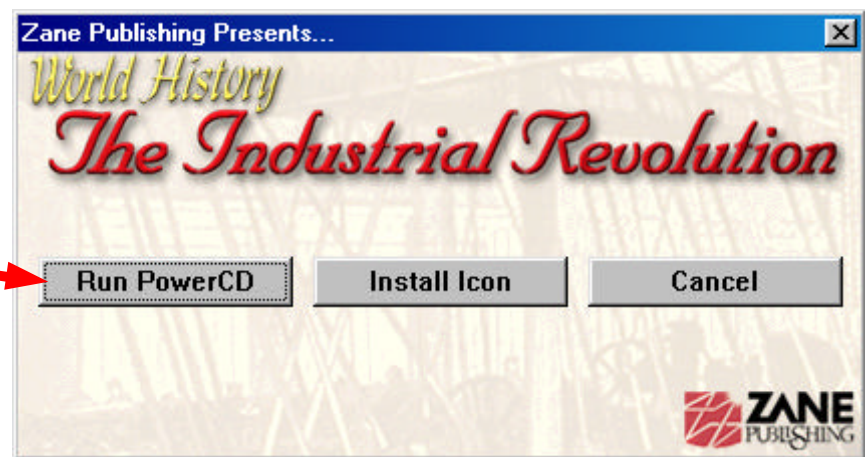 Zane Publishing Presents...
World History
The Industrial Revolution
Run PowerCD Install Icon Cancel
ZANE
PUBLISHING